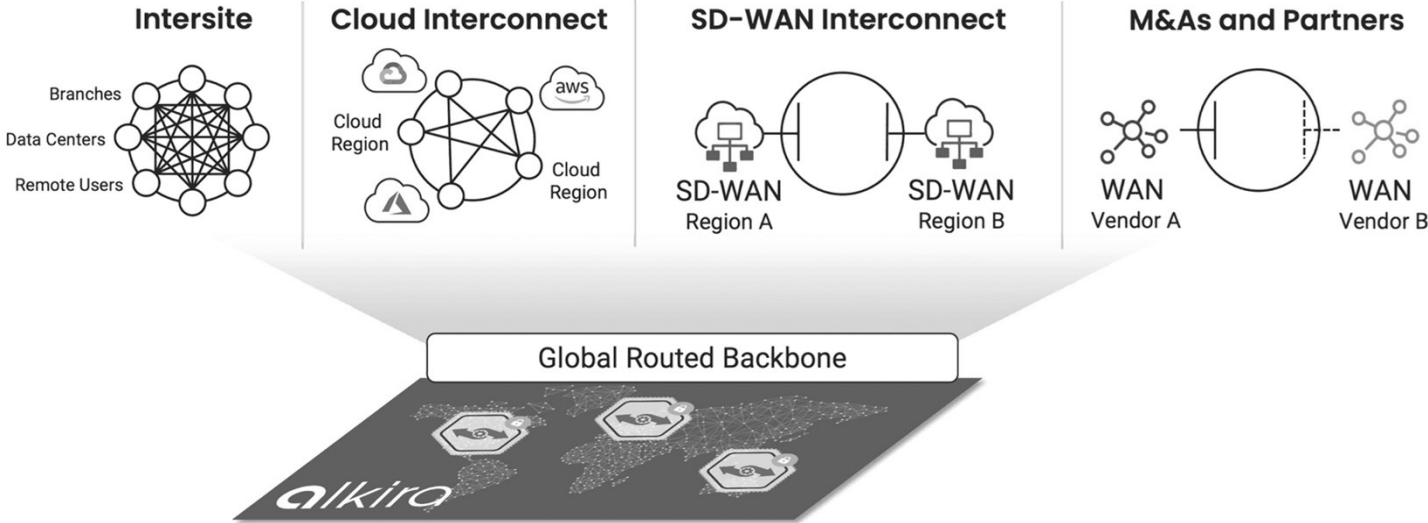 Intersite
Branches
Data Centers
Remote Users
Cloud Interconnect
aws
Cloud
Region
Cloud
Region
SD-WAN Interconnect
SD-WAN
Region A
SD-WAN
Region B
M&As and Partners
WAN
Vendor A
WAN
Vendor B
Global Routed Backbone
alkira